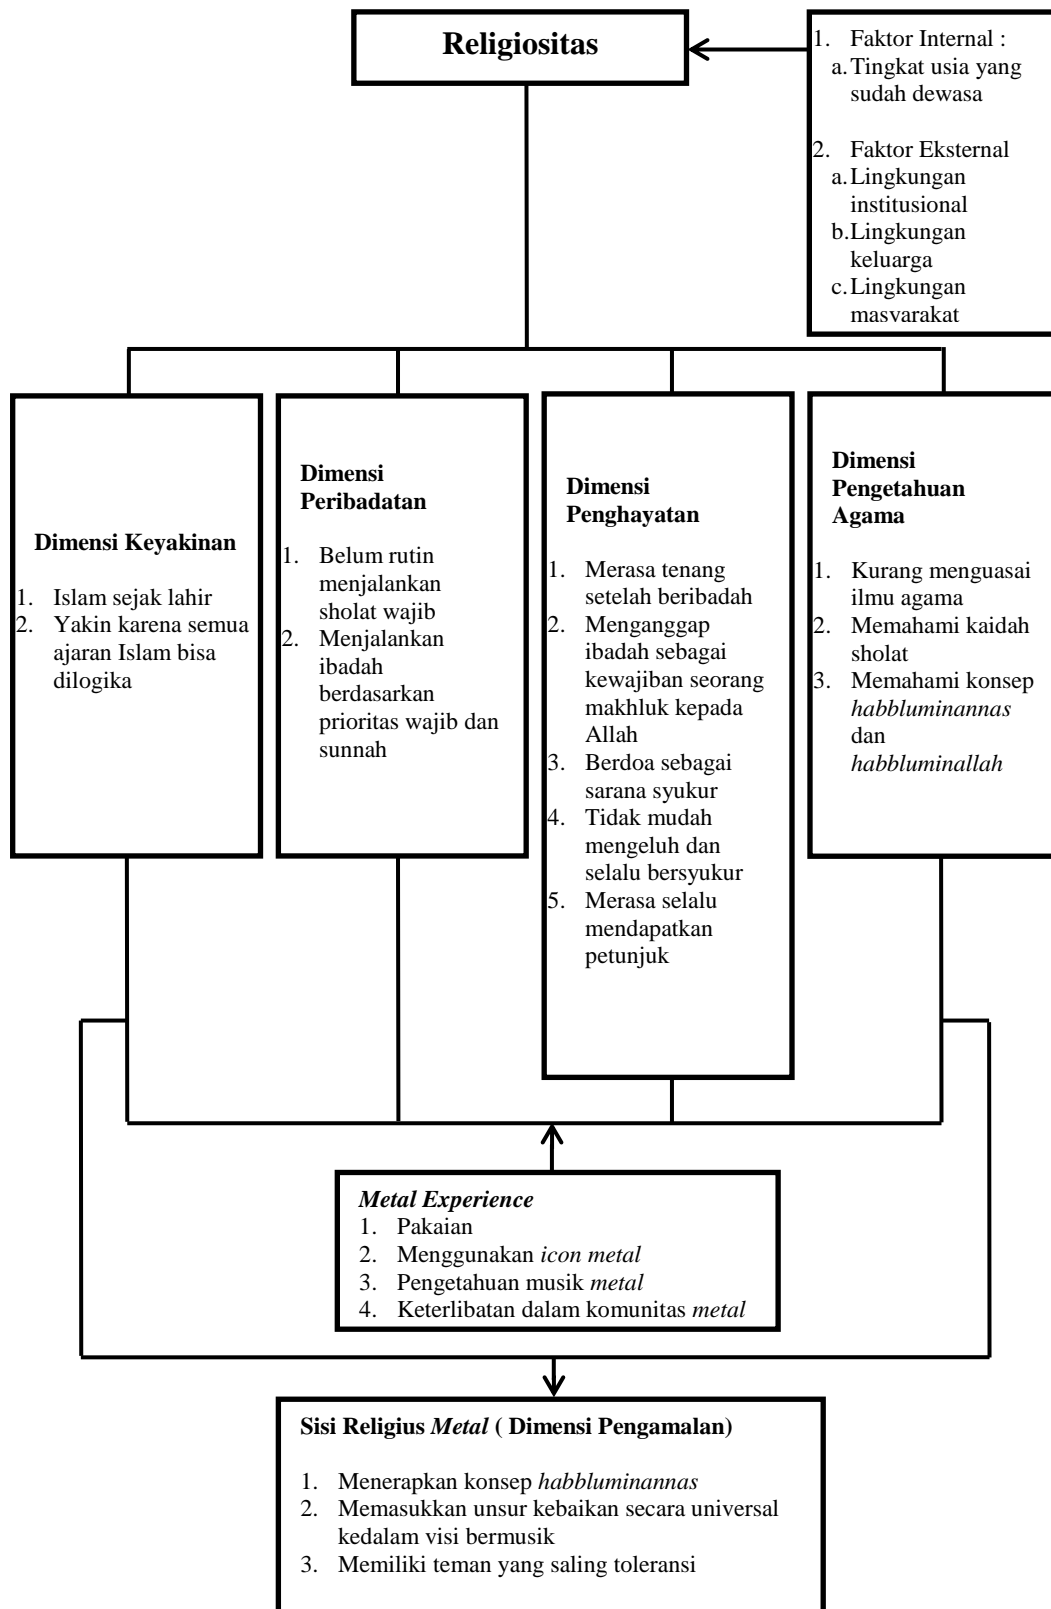 Religiositas
1. Faktor Internal :
a. Tingkat usia yang
sudah dewasa
2. Faktor Eksternal
a. Lingkungan
institusional
b. Lingkungan
keluarga
c. Lingkungan
masvarakat
Dimensi Keyakinan
1. Islam sejak lahir
2. Yakin karena semua
ajaran Islam bisa
dilogika
Dimensi
Peribadatan
1. Belum rutin
menjalankan
sholat wajib
2. Menjalankan
ibadah
berdasarkan
prioritas wajib dan
sunnah
Dimensi
Penghayatan
1. Merasa tenang
setelah beribadah
2. Menganggap
ibadah sebagai
kewajiban seorang
makhluk kepada
Allah
3. Berdoa sebagai
sarana syukur
4. Tidak mudah
mengeluh dan
selalu bersyukur
5. Merasa selalu
mendapatkan
petunjuk
Dimensi
Pengetahuan
Agama
1. Kurang menguasai
ilmu agama
2. Memahami kaidah
sholat
3. Memahami konsep
habbluminannas
dan
habbluminallah
Metal Experience
1. Pakaian
2. Menggunakan icon metal
3. Pengetahuan musik metal
4. Keterlibatan dalam komunitas metal
Sisi Religius Metal ( Dimensi Pengamalan)
1. Menerapkan konsep habbluminannas
2. Memasukkan unsur kebaikan secara universal
kedalam visi bermusik
3. Memiliki teman yang saling toleransi